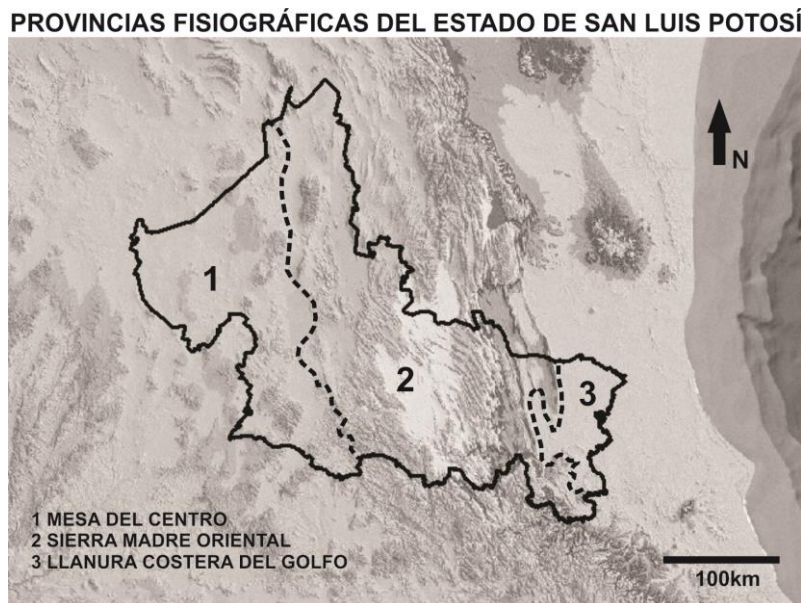 PROVINCIAS FISIOGRÁFICAS DEL ESTADO DE SAN LUIS POTOSÍ
N
1
2
3
1 MESA DEL CENTRO
2 SIERRA MADRE ORIENTAL
3 LLANURA COSTERA DEL GOLFO
100km